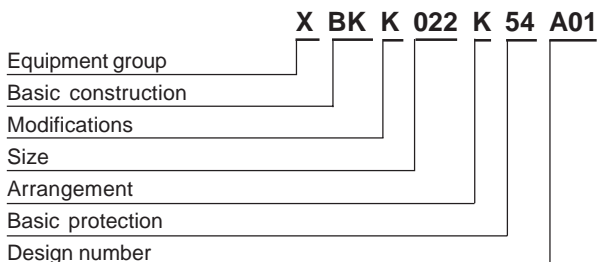 X BK K 022 K 54 A01
Equipment group
Basic construction
Modifications
Size
Arrangement
Basic protection
Design number